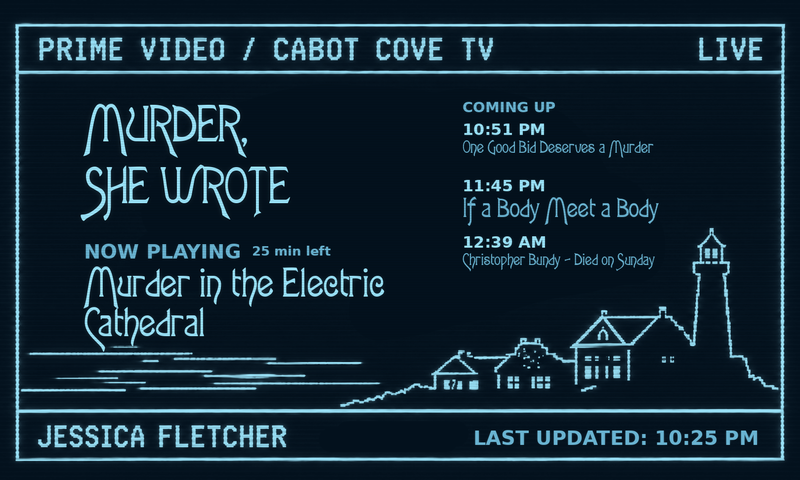 PRIME VIDEO / CABOT COVE TV
LIVE
MURDER,
SHE WROTE
NOW PLAYING 25 min left
Murder in the Electric
Cathedral
COMING UP
10:51 PM
One Good Bid Deserves a Murder
11:45 PM
If a Body Meet a Body
12:39 AM
Christopher Bundy - Died on Sunday
JESSICA FLETCHER
LAST UPDATED: 10:25 PM